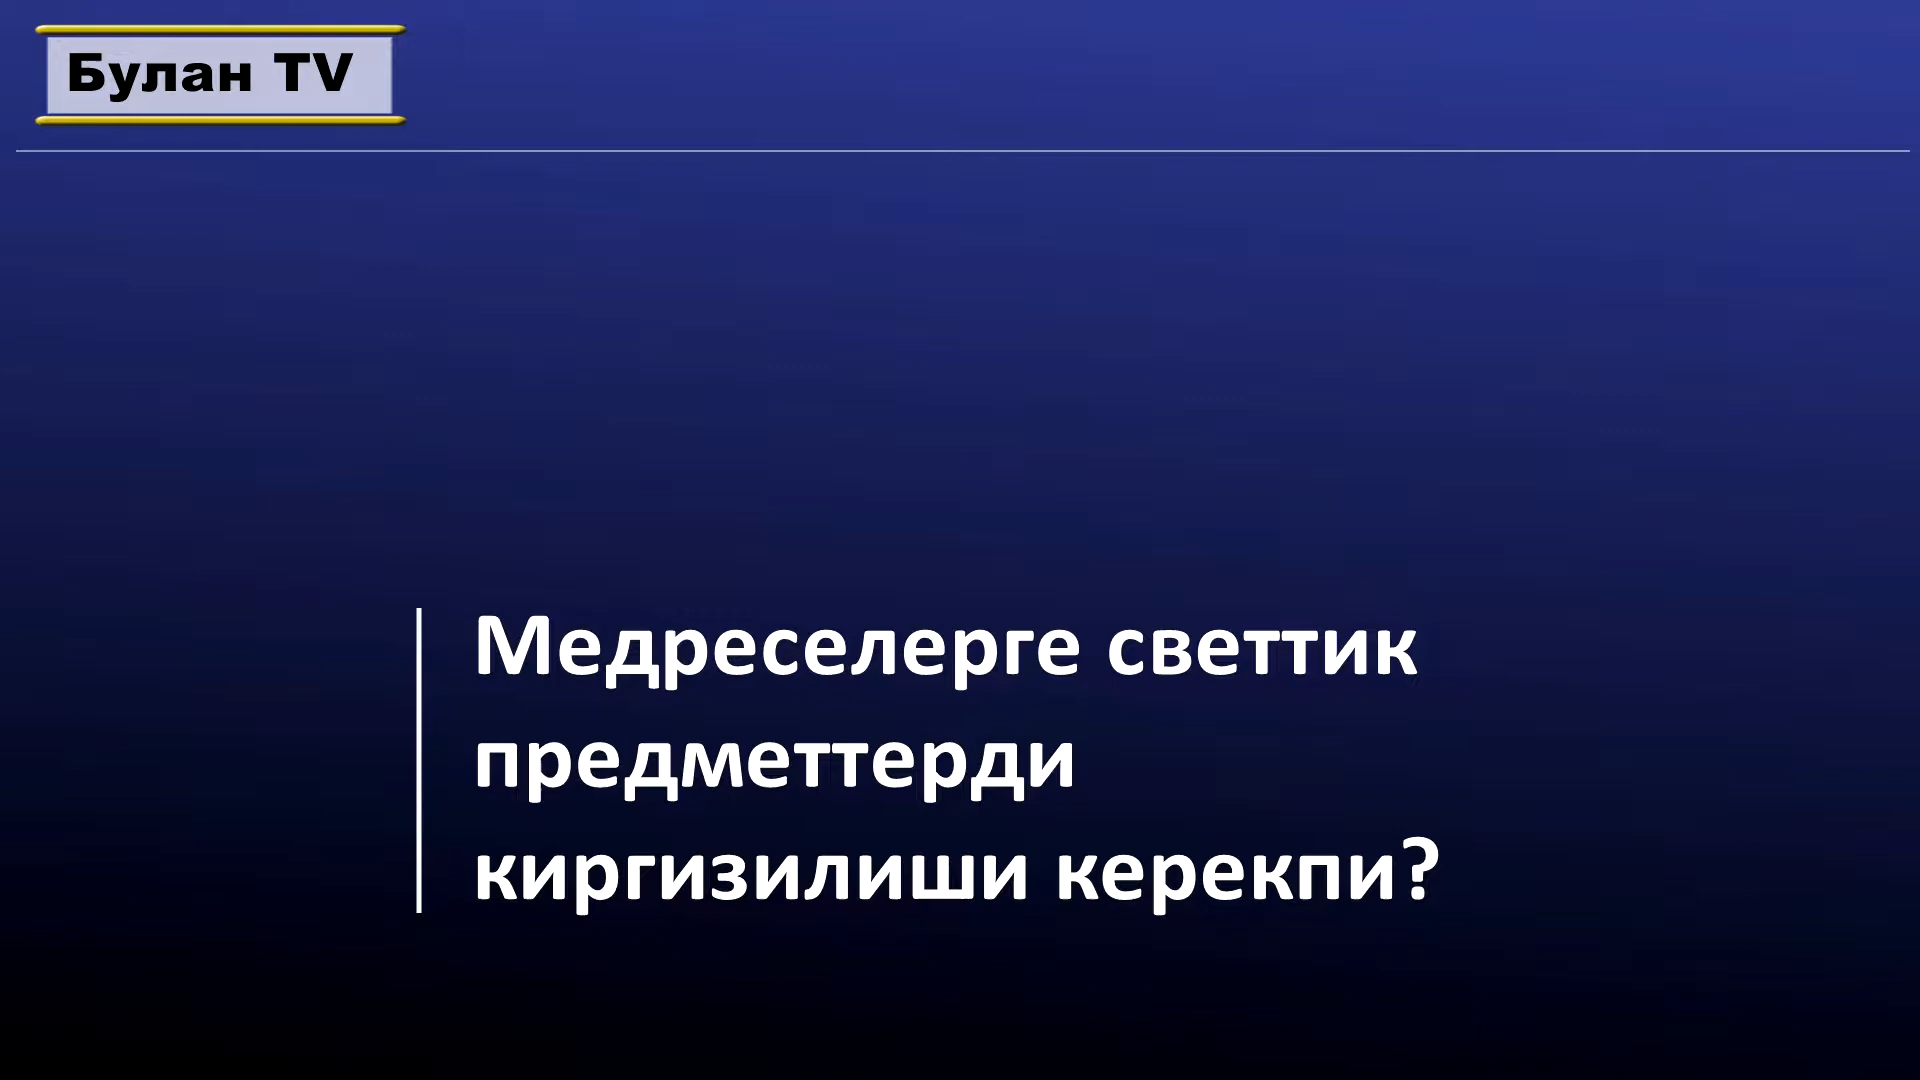 Булан TV
Медреселерге светтик
предметтерди
киргизилиши керекпи?